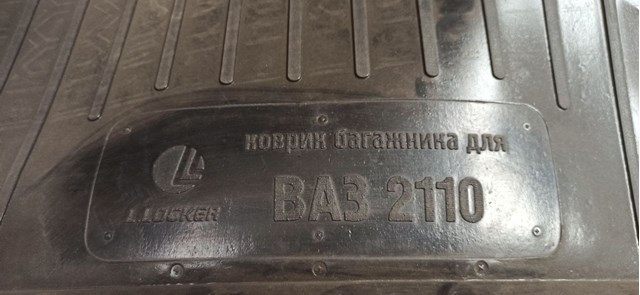 коврик багажника для
ВАЗ 2110
L.LOCKER